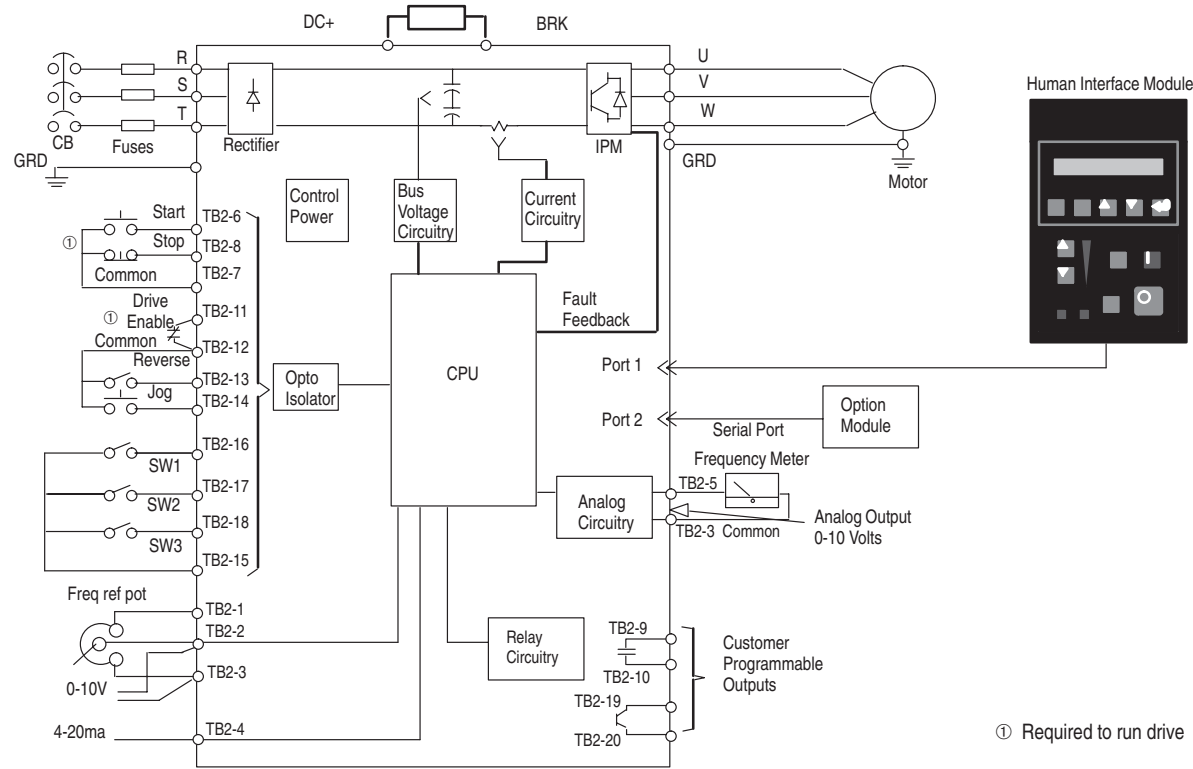 DC+
BRK
R
S
T
CB
Fuses
Rectifier
GRD
IPM
U
V
W
GRD
Motor
Human Interface Module
Control
Power
Bus
Voltage
Circuitry
Current
Circuitry
Start
TB2-6
①
Stop
TB2-8
Common
TB2-7
Drive
TB2-11
① Enable
Common
TB2-12
Reverse
TB2-13
Jog
TB2-14
Opto
Isolator
CPU
Fault
Feedback
Port 1
Port 2
Serial Port
Option
Module
TB2-16
SW1
TB2-17
SW2
TB2-18
SW3
TB2-15
Frequency Meter
TB2-5
Analog
Circuitry
TB2-3 Common
Analog Output
0-10 Volts
Freq ref pot
TB2-1
TB2-2
TB2-3
0-10V
4-20ma
TB2-4
Relay
Circuitry
TB2-9
TB2-10
TB2-19
TB2-20
Customer
Programmable
Outputs
① Required to run drive